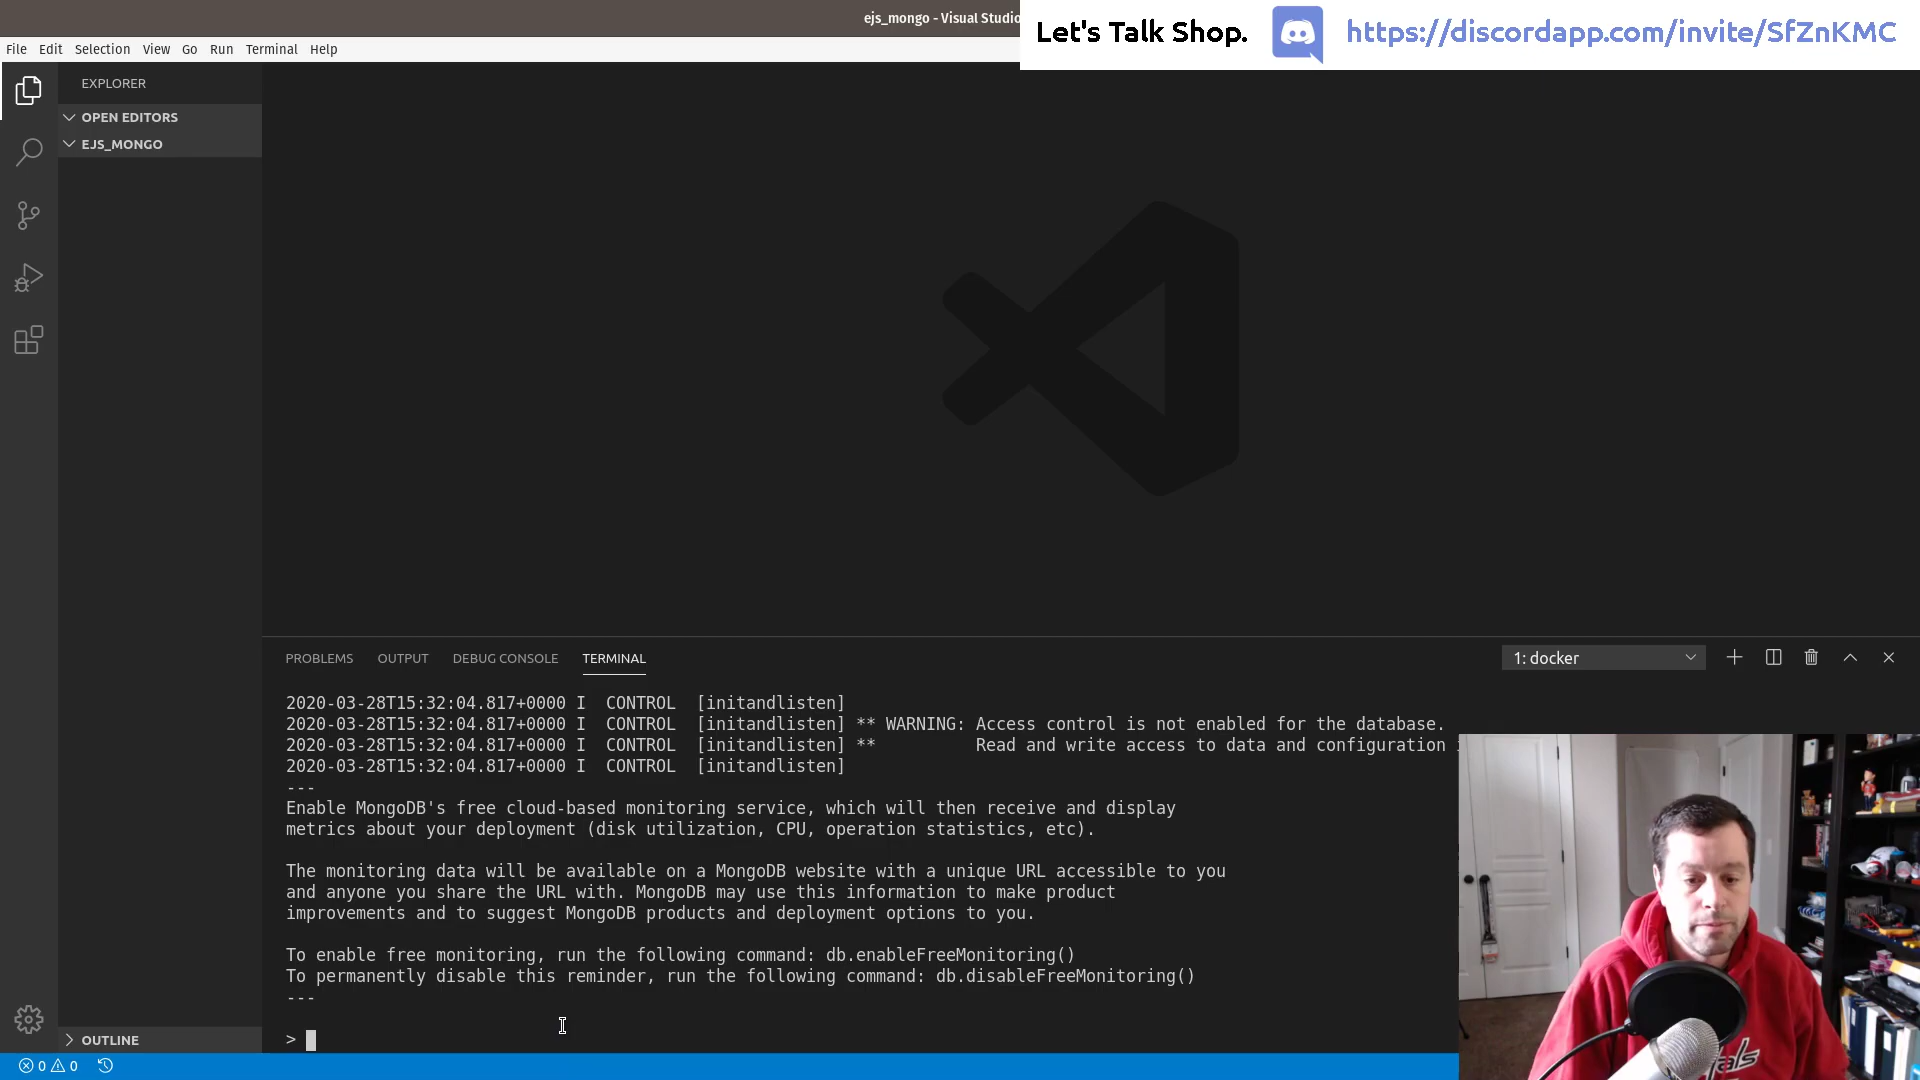 ejs_mongo - Visual Studio
Let's Talk Shop.
https://discordapp.com/invite/SfZnKMC
File Edit Selection View Go Run Terminal Help
EXPLORER
OPEN EDITORS
EJS_MONGO
PROBLEMS OUTPUT DEBUG CONSOLE TERMINAL
1: docker
2020-03-28T15:32:04.817+0000 I  CONTROL  [initandlisten]
2020-03-28T15:32:04.817+0000 I  CONTROL  [initandlisten] ** WARNING: Access control is not enabled for the database.
2020-03-28T15:32:04.817+0000 I  CONTROL  [initandlisten] **          Read and write access to data and configuration
2020-03-28T15:32:04.817+0000 I  CONTROL  [initandlisten]
---
Enable MongoDB's free cloud-based monitoring service, which will then receive and display
metrics about your deployment (disk utilization, CPU, operation statistics, etc).
The monitoring data will be available on a MongoDB website with a unique URL accessible to you
and anyone you share the URL with. MongoDB may use this information to make product
improvements and to suggest MongoDB products and deployment options to you.
To enable free monitoring, run the following command: db.enableFreeMonitoring()
To permanently disable this reminder, run the following command: db.disableFreeMonitoring()
---
>
OUTLINE
0 0